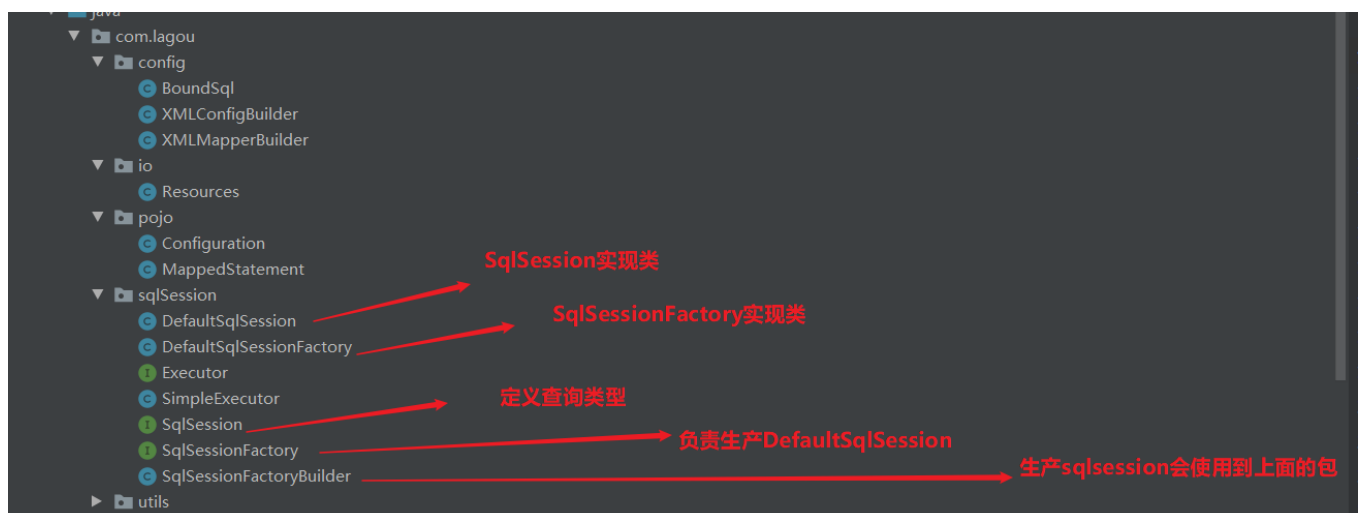 java
com.lagou
config
BoundSql
XMLConfigBuilder
XMLMapperBuilder
io
Resources
pojo
Configuration
SqlSession实现类
MappedStatement
sqlSession
DefaultSqlSession
SqlSessionFactory实现类
DefaultSqlSessionFactory
Executor
SimpleExecutor
定义查询类型
SqlSession
负责生产DefaultSqlSession
SqlSessionFactory
生产sqlsession会使用到上面的包
SqlSessionFactoryBuilder
utils